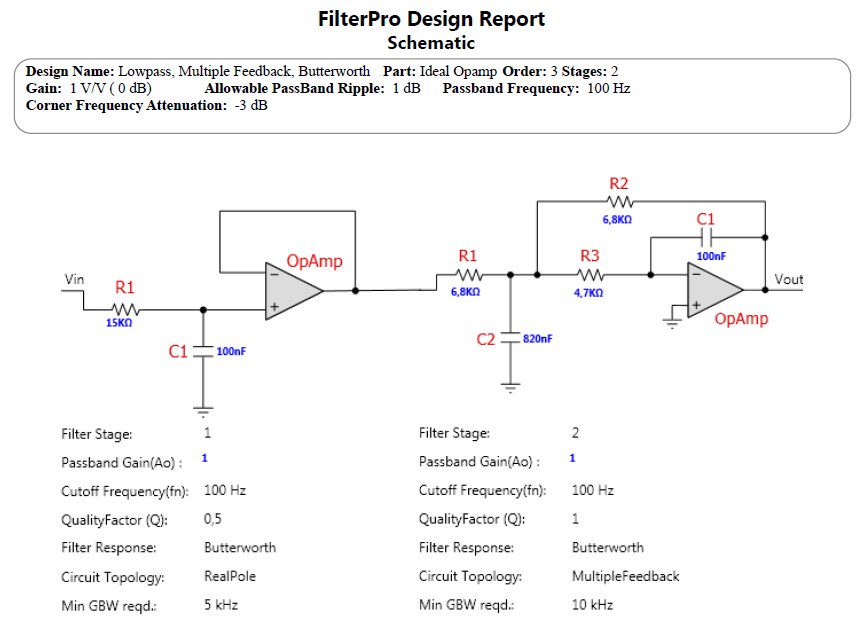 FilterPro Design Report
Schematic
Design Name: Lowpass, Multiple Feedback, Butterworth Part: Ideal Opamp Order: 3 Stages: 2
Gain: 1 V/V ( 0 dB) Allowable PassBand Ripple: 1 dB Passband Frequency: 100 Hz
Corner Frequency Attenuation: -3 dB
R2
6,8KΩ
C1
100nF
OpAmp
R1
6,8KΩ
R3
4,7KΩ
Vin
R1
15KΩ
Vout
OpAmp
C1
100nF
C2
820nF
Filter Stage: 1
Passband Gain(Ao) : 1
Cutoff Frequency(fn): 100 Hz
QualityFactor (Q): 0,5
Filter Response: Butterworth
Circuit Topology: RealPole
Min GBW reqd.: 5 kHz
Filter Stage: 2
Passband Gain(Ao) : 1
Cutoff Frequency(fn): 100 Hz
QualityFactor (Q): 1
Filter Response: Butterworth
Circuit Topology: MultipleFeedback
Min GBW reqd.: 10 kHz